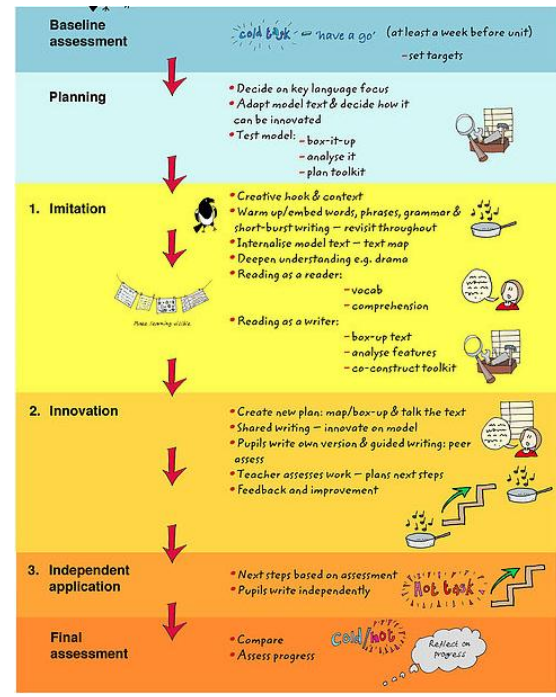 Baseline assessment
cold task – 'have a go' (at least a week before unit)
– set targets
Planning
• Decide on key language focus
• Adapt model text & decide how it
can be innovated
• Test model:
– box-it-up
– analyse it
– plan toolkit
1. Imitation
• Creative hook & context
• Warm up/embed words, phrases, grammar &
short-burst writing – revisit throughout
• Internalise model text – text map
• Deepen understanding e.g. drama
• Reading as a reader:
– vocab
– comprehension
Make learning visible.
• Reading as a writer:
– box-up text
– analyse features
– co-construct toolkit
2. Innovation
• Create new plan: map/box-up & talk the text
• Shared writing – innovate on model
• Pupils write own version & guided writing: peer
assess
• Teacher assesses work – plans next steps
• Feedback and improvement
3. Independent application
• Next steps based on assessment
• Pupils write independently
Hot task
Final assessment
• Compare
• Assess progress
Cold/hot
Reflect on
progress